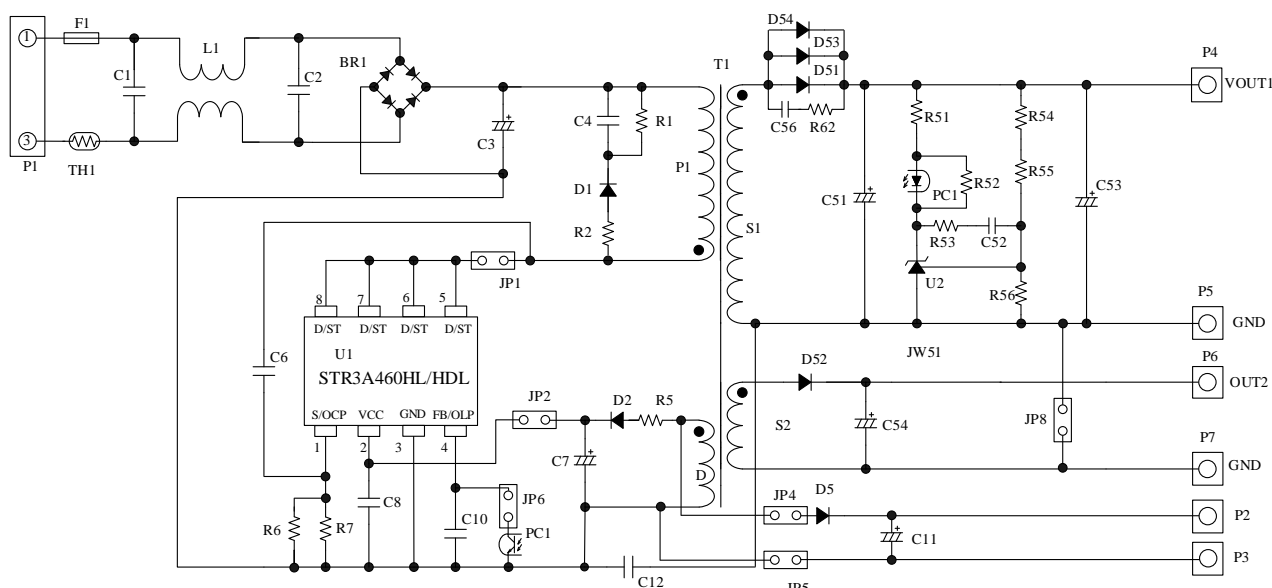 F1
1
C1
L1
C2
BR1
3
P1
TH1
C3
C4
R1
D1
R2
P1
T1
S1
D54
D53
D51
C56
R62
P4
VOUT1
R51
R54
R52
R55
PC1
C51
C53
R53
C52
U2
R56
P5
GND
JW51
JP1
8
7
6
5
D/ST
D/ST
D/ST
D/ST
U1
STR3A460HL/HDL
C6
S/OCP
VCC
GND
FB/OLP
1
2
3
4
JP2
D2
R5
D52
P6
OUT2
S2
C54
JP8
C7
D
P7
GND
R6
R7
C8
C10
JP6
PC1
JP4
D5
P2
C11
C12
JP5
P3